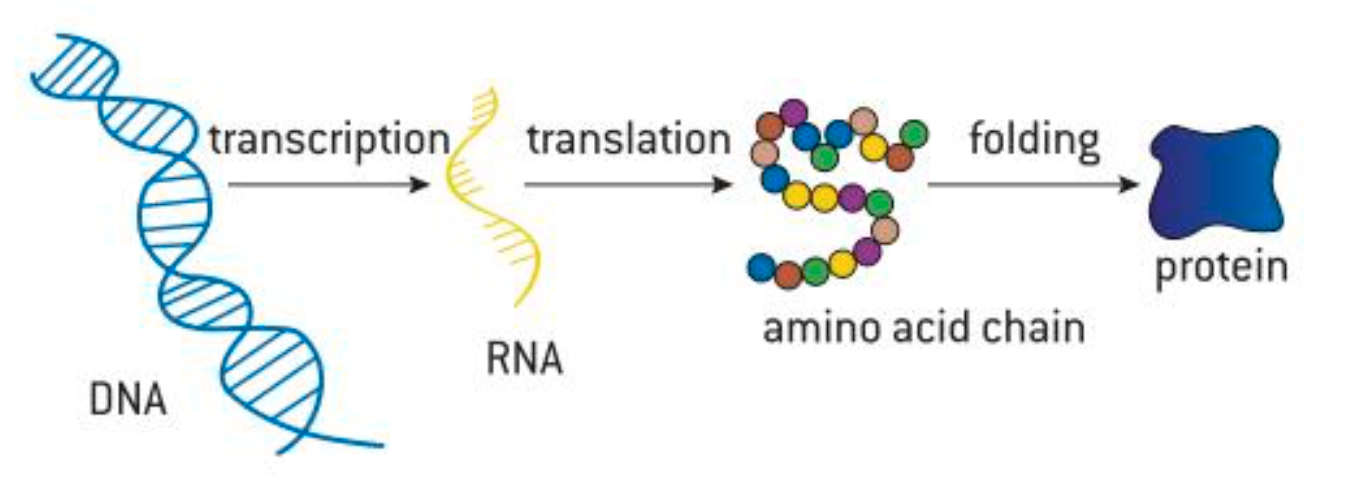 transcription
translation
folding
protein
amino acid chain
RNA
DNA